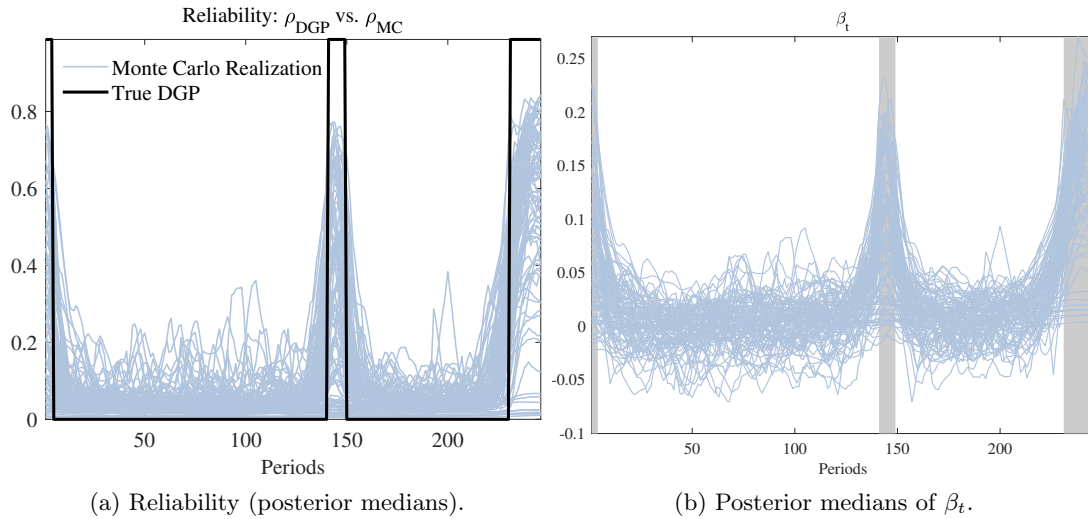 Reliability: ρDGP vs. ρMC
Monte Carlo Realization
True DGP
0.8
0.6
0.4
0.2
0
50
100
150
200
Periods
(a) Reliability (posterior medians).
βt
0.25
0.2
0.15
0.1
0.05
0
-0.05
-0.1
50
100
150
200
Periods
(b) Posterior medians of βt.